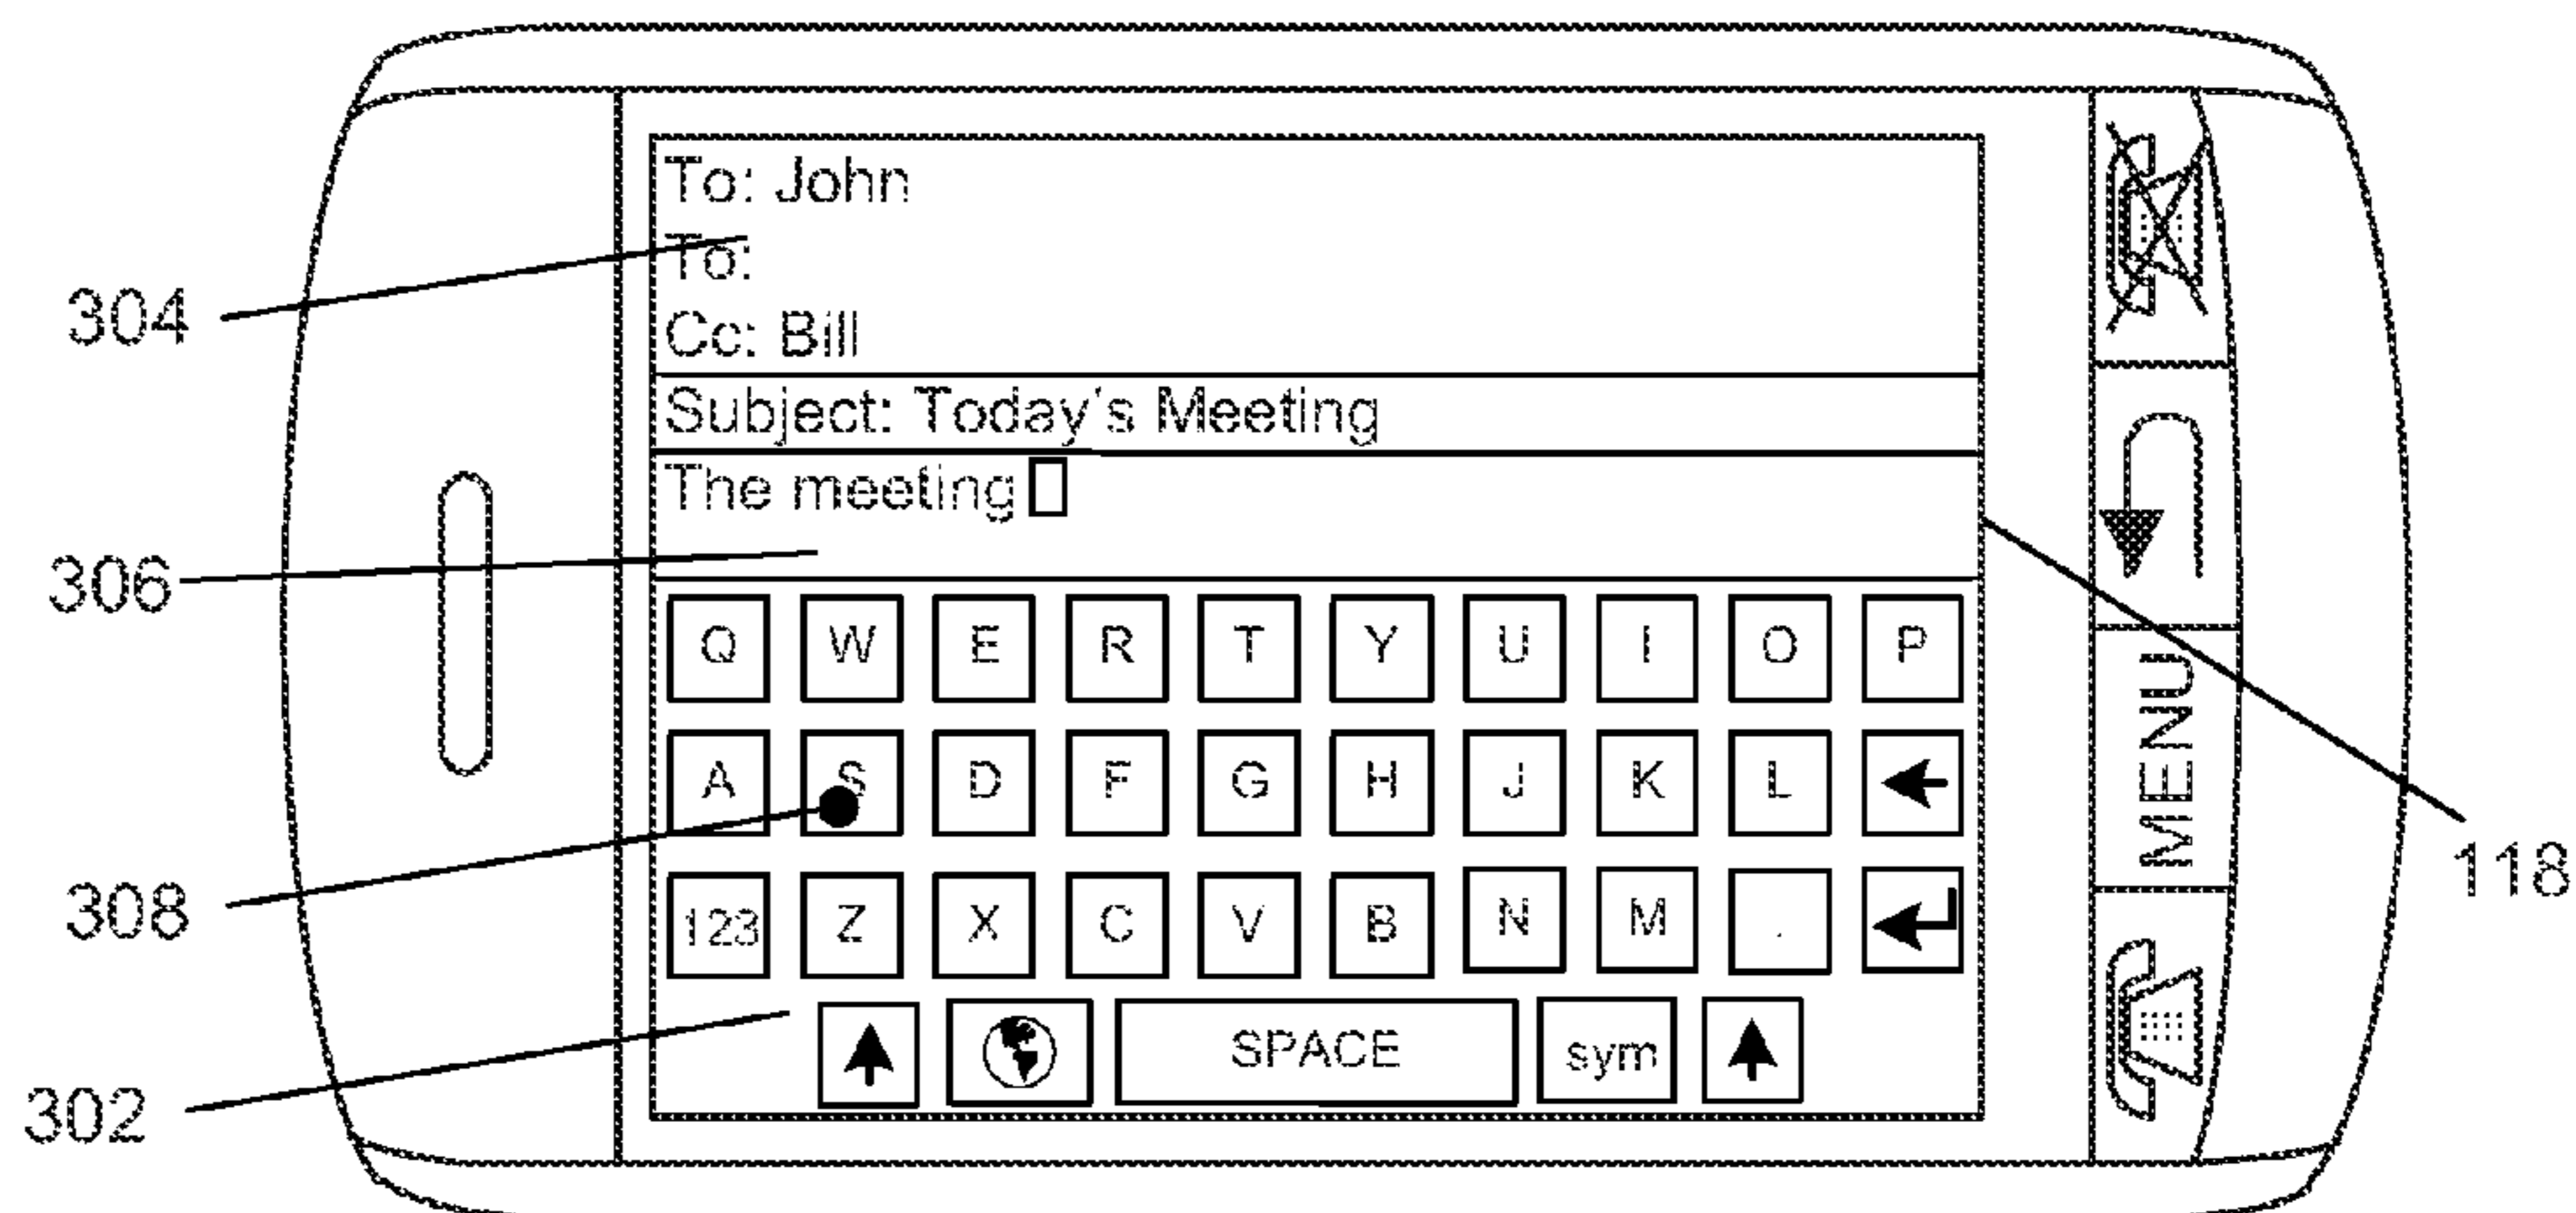 To: John
To:
Cc: Bill
Subject: Today's Meeting
The meeting
Q W E R T Y U I O P
A S D F G H J K L
123 Z X C V B N M .
SPACE sym
MENU
304
306
308
302
118